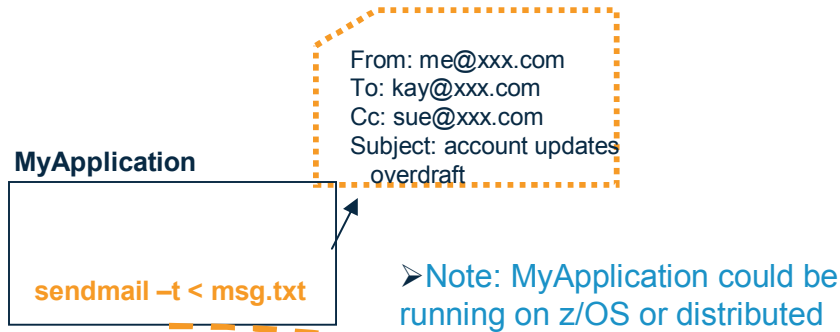 From: me@xxx.com
To: kay@xxx.com
Cc: sue@xxx.com
Subject: account updates
overdraft
MyApplication
sendmail –t < msg.txt
➢Note: MyApplication could be
running on z/OS or distributed